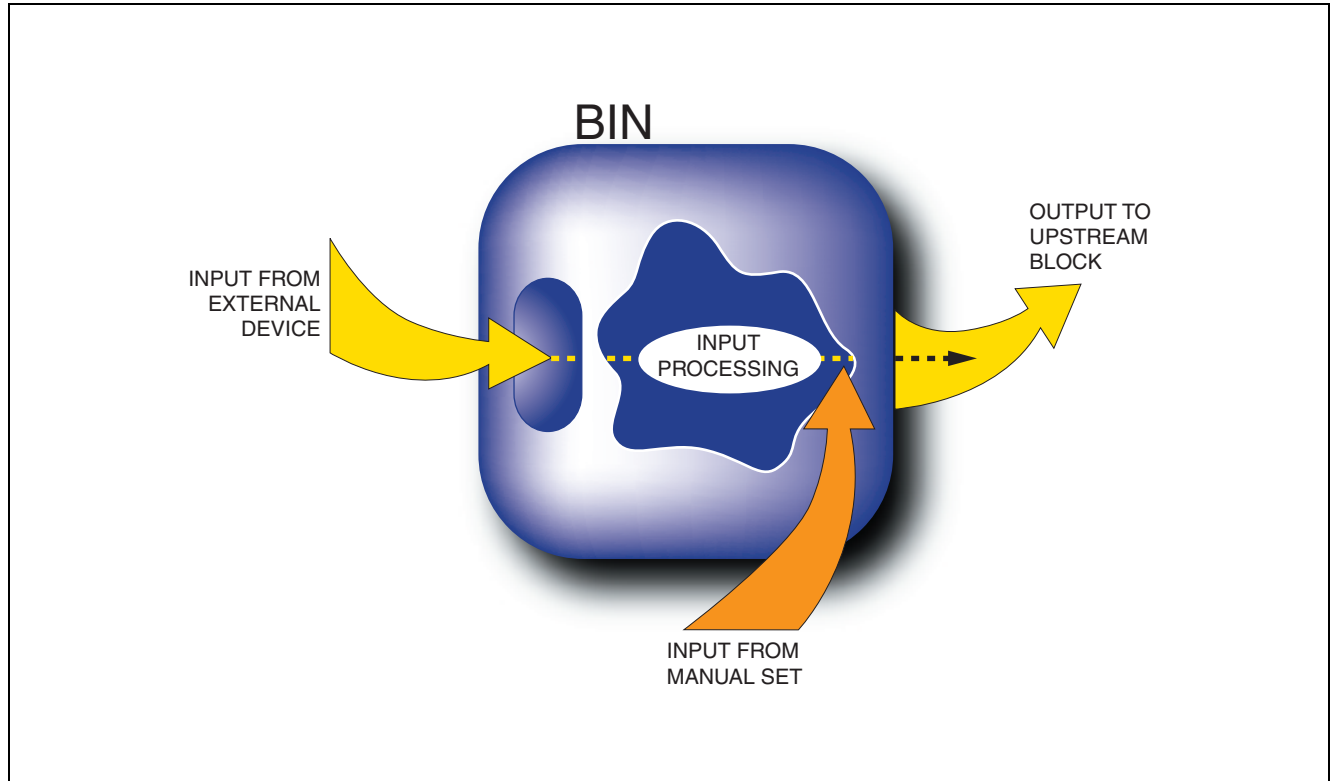 BIN
INPUT FROM
EXTERNAL
DEVICE
INPUT
PROCESSING
OUTPUT TO
UPSTREAM
BLOCK
INPUT FROM
MANUAL SET